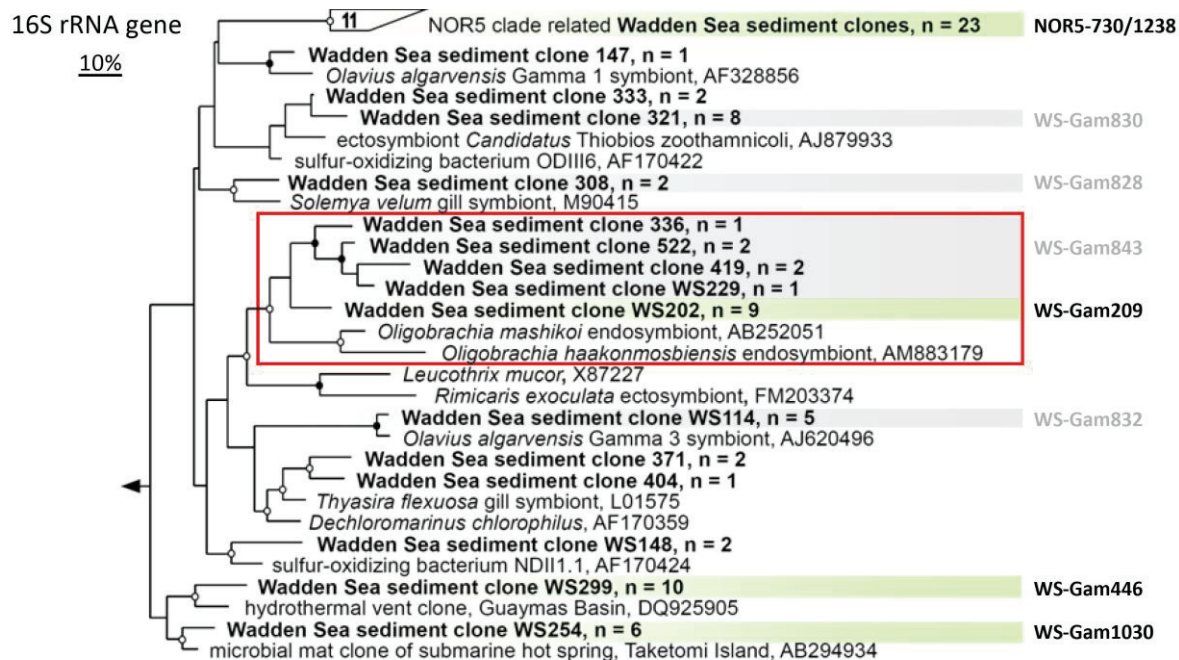 16S rRNA gene
10%
11
NOR5 clade related Wadden Sea sediment clones, n = 23
NOR5-730/1238
Wadden Sea sediment clone 147, n = 1
Olavius algarvensis Gamma 1 symbiont, AF328856
Wadden Sea sediment clone 333, n = 2
Wadden Sea sediment clone 321, n = 8
WS-Gam830
ectosymbiont Candidatus Thiobios zoothamnicoli, AJ879933
sulfur-oxidizing bacterium ODIII6, AF170422
Wadden Sea sediment clone 308, n = 2
WS-Gam828
Solemya velum gill symbiont, M90415
Wadden Sea sediment clone 336, n = 1
Wadden Sea sediment clone 522, n = 2
WS-Gam843
Wadden Sea sediment clone 419, n = 2
Wadden Sea sediment clone WS229, n = 1
Wadden Sea sediment clone WS202, n = 9
WS-Gam209
Oligobrachia mashikoi endosymbiont, AB252051
Oligobrachia haakonmosbiensis endosymbiont, AM883179
Leucothrix mucor, X87227
Rimicaris exoculata ectosymbiont, FM203374
Wadden Sea sediment clone WS114, n = 5
WS-Gam832
Olavius algarvensis Gamma 3 symbiont, AJ620496
Wadden Sea sediment clone 371, n = 2
Wadden Sea sediment clone 404, n = 1
Thyasira flexuosa gill symbiont, L01575
Dechloromarinus chlorophilus, AF170359
Wadden Sea sediment clone WS148, n = 2
sulfur-oxidizing bacterium NDII1.1, AF170424
Wadden Sea sediment clone WS299, n = 10
WS-Gam446
hydrothermal vent clone, Guaymas Basin, DQ925905
Wadden Sea sediment clone WS254, n = 6
WS-Gam1030
microbial mat clone of submarine hot spring, Taketomi Island, AB294934